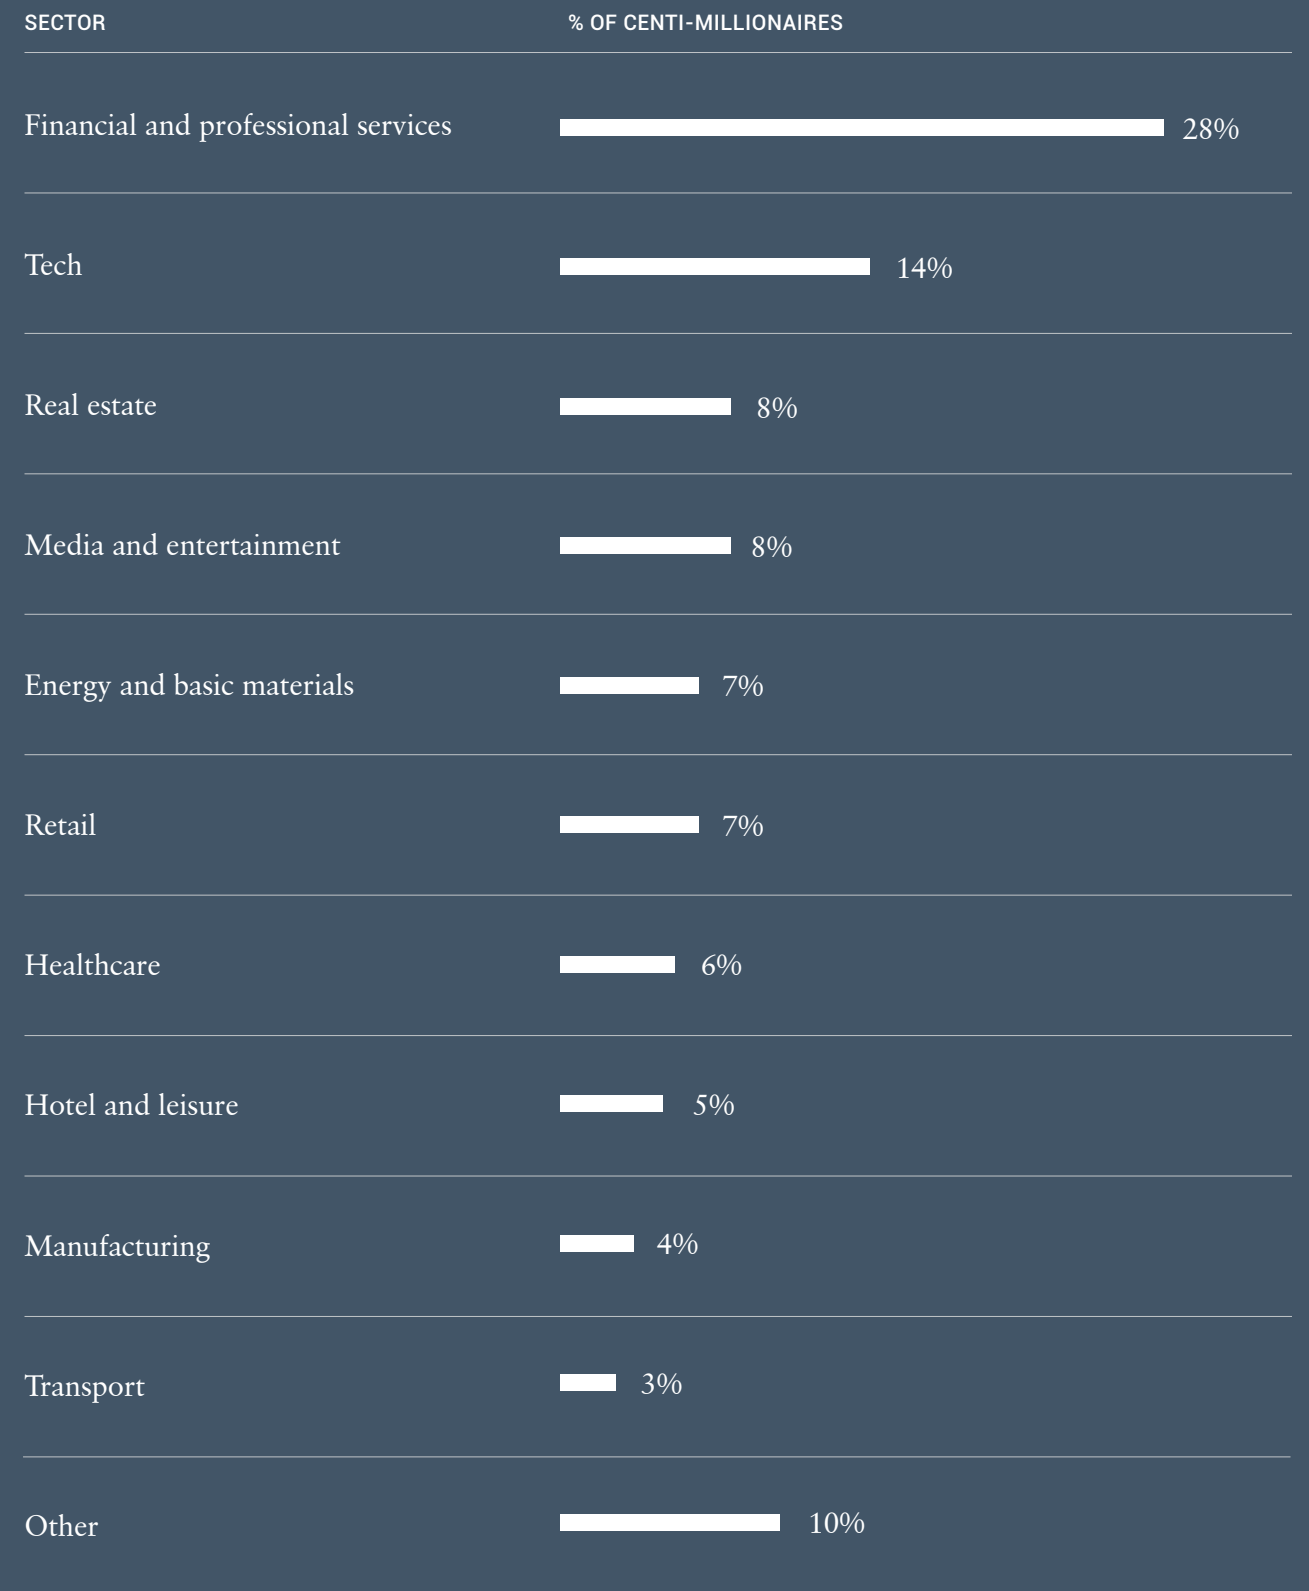 SECTOR % OF CENTI-MILLIONAIRES
Financial and professional services 28%
Tech 14%
Real estate 8%
Media and entertainment 8%
Energy and basic materials 7%
Retail 7%
Healthcare 6%
Hotel and leisure 5%
Manufacturing 4%
Transport 3%
Other 10%